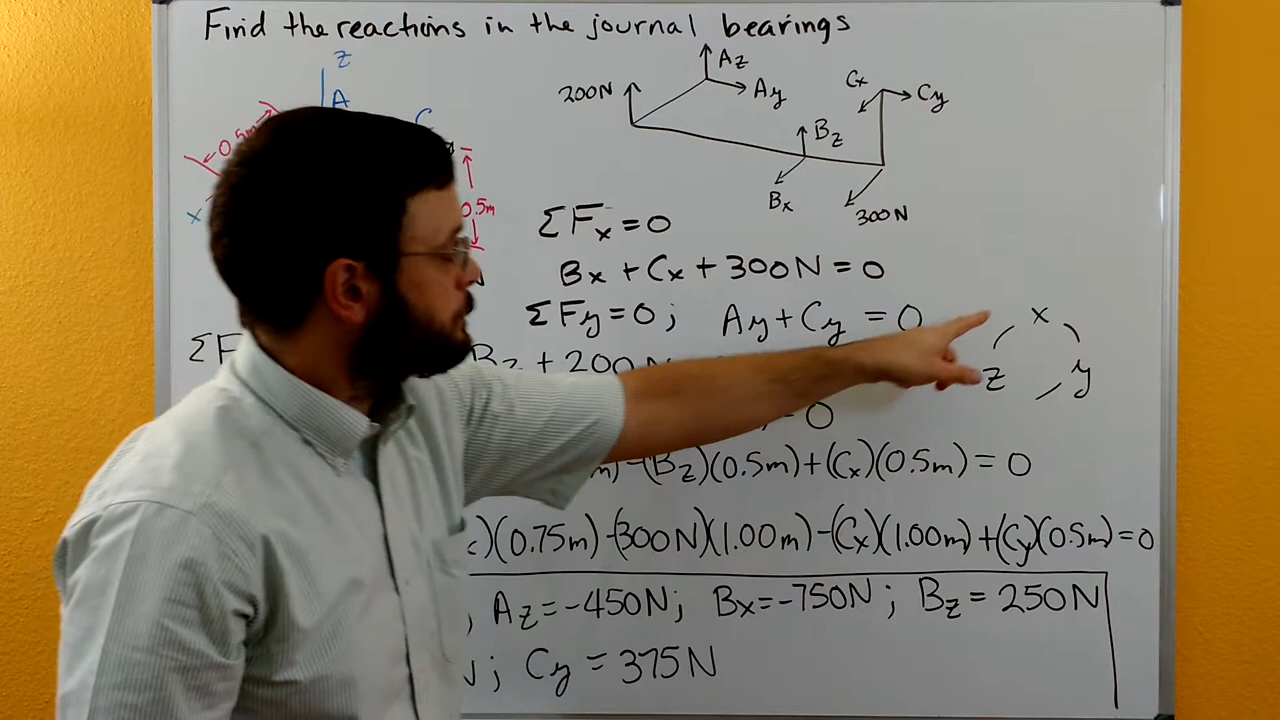 Find the reactions in the journal bearings
z
A
C
0.5m
x
0.5m
Az
200N
Ay
Cx
Cy
Bz
Bx
300N
ΣFx = 0
Bx + Cx + 300N = 0
ΣFy = 0 ; Ay + Cy = 0
x
z y
ΣF Bz + 200N
= 0
-(Bz)(0.5m) + (Cx)(0.5m) = 0
)(0.75m) - (300N)(1.00m) - (Cx)(1.00m) + (Cy)(0.5m) = 0
; Az = -450N ; Bx = -750N ; Bz = 250N
; Cy = 375N